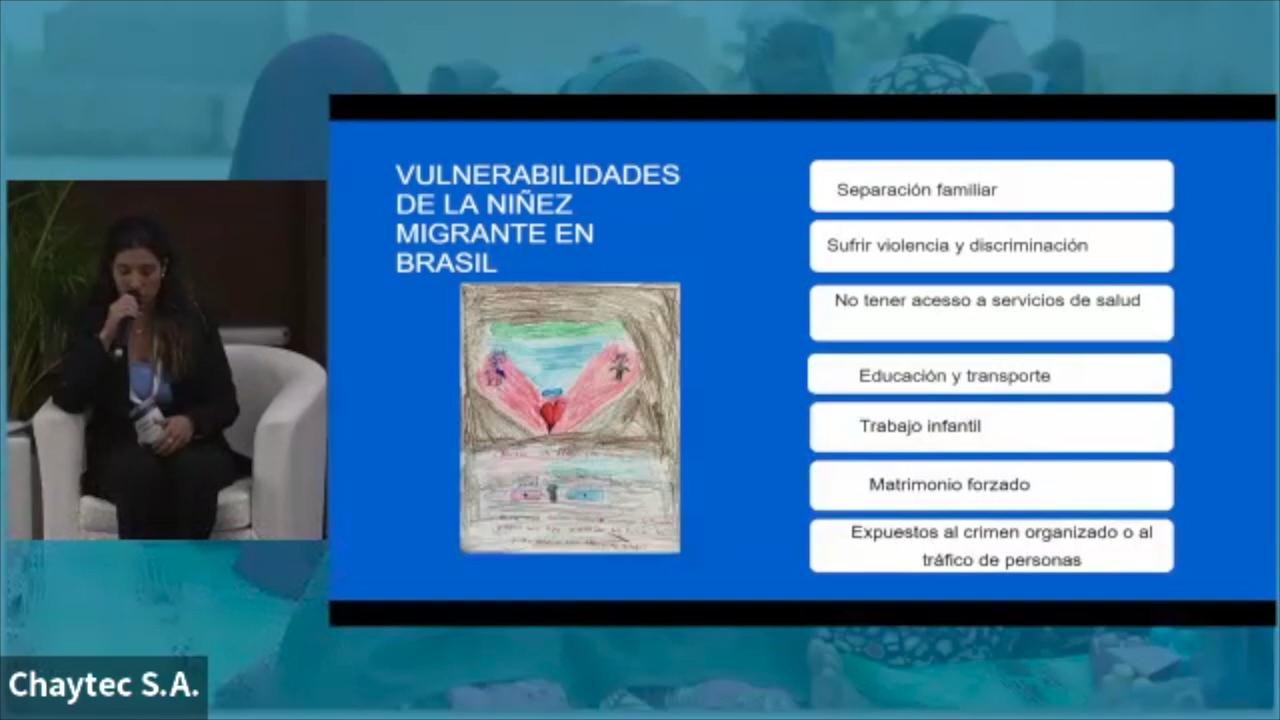 VULNERABILIDADES
DE LA NIÑEZ
MIGRANTE EN
BRASIL
Separación familiar
Sufrir violencia y discriminación
No tener acceso a servicios de salud
Educación y transporte
Trabajo infantil
Matrimonio forzado
Expuestos al crimen organizado o al
tráfico de personas
Chaytec S.A.